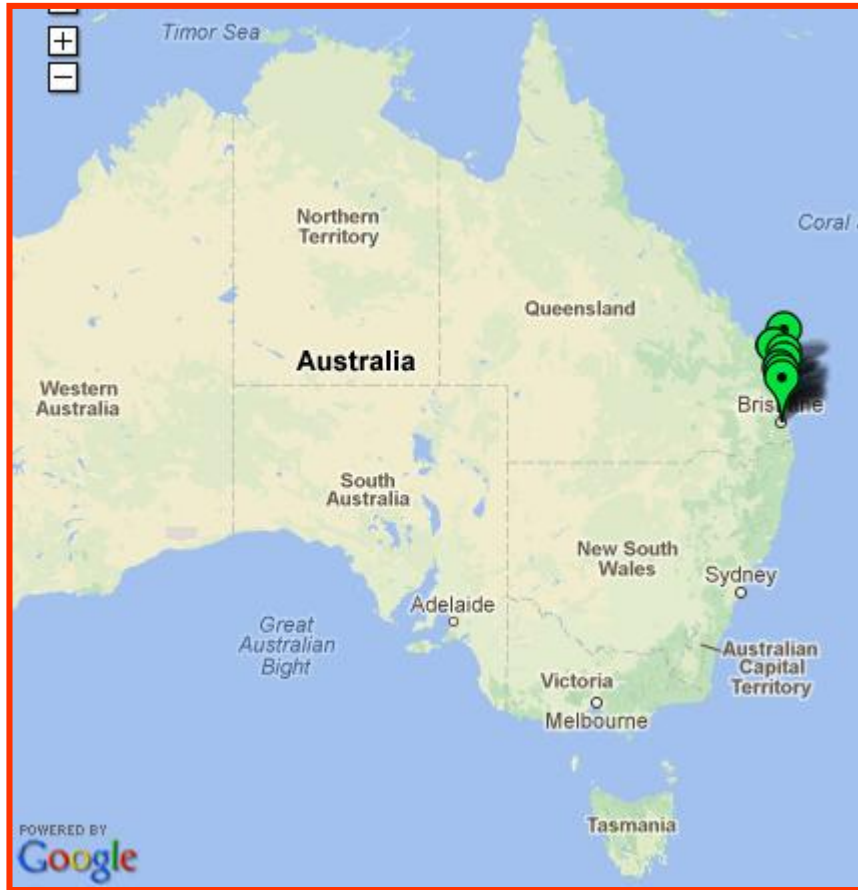 +
Timor Sea
−
Northern
Territory
Coral
Queensland
Australia
Western
Australia
Brisbane
South
Australia
New South
Wales
Sydney
Adelaide
Great
Australian
Bight
Australian
Capital
Territory
Victoria
Melbourne
Tasmania
POWERED BY
Google